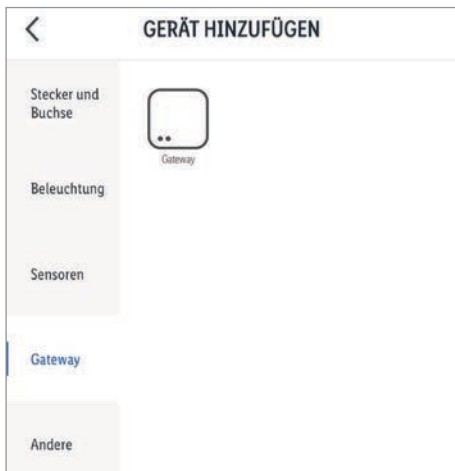 GERÄT HINZUFÜGEN
Stecker und
Buchse
Gateway
Beleuchtung
Sensoren
Gateway
Andere